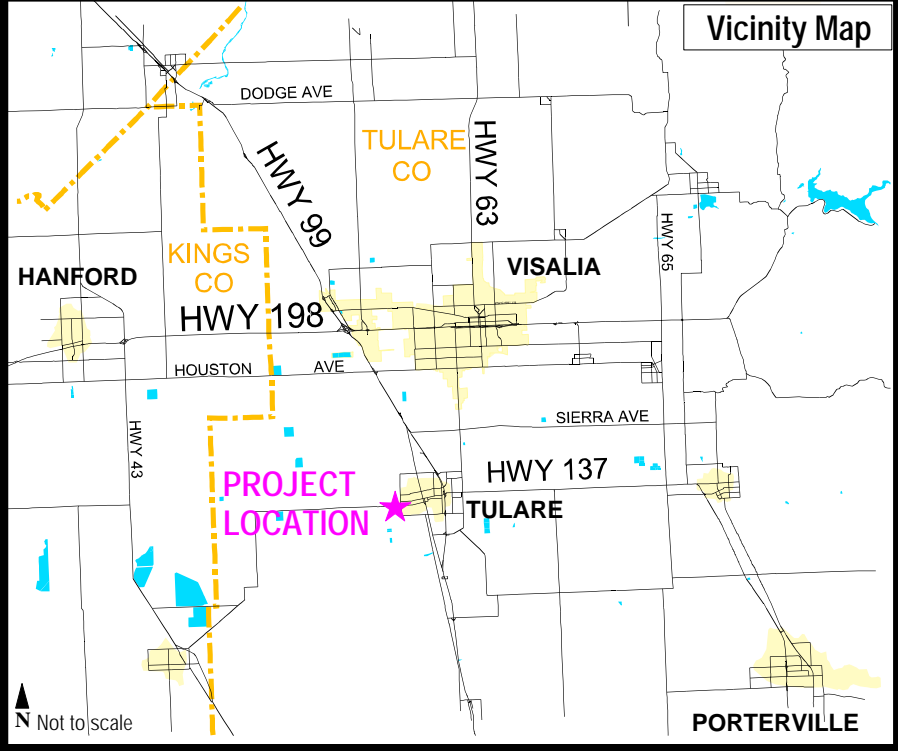 Vicinity Map
DODGE AVE
TULARE
CO
HWY 63
HWY 99
HWY 65
KINGS
CO
HANFORD
VISALIA
HWY 198
HOUSTON AVE
SIERRA AVE
HWY 43
HWY 137
PROJECT
LOCATION
TULARE
N Not to scale
PORTERVILLE